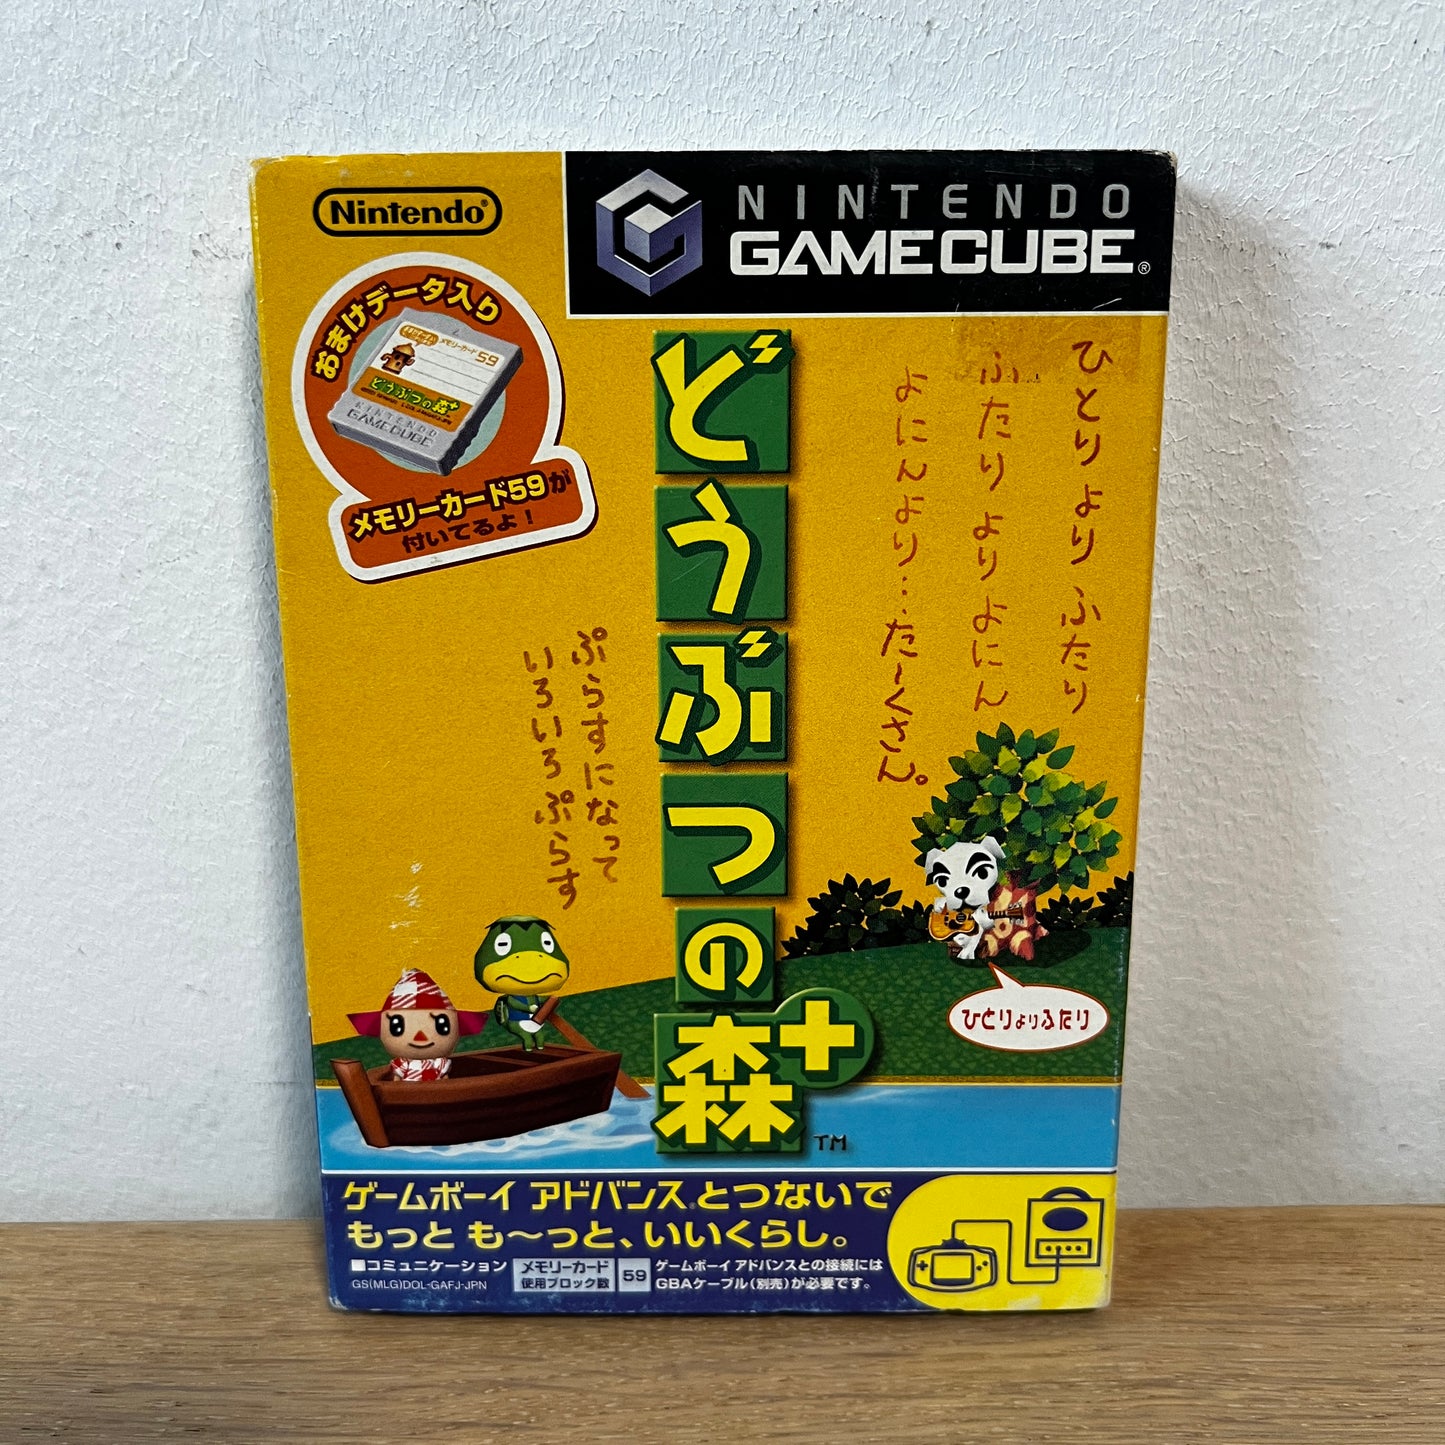 Nintendo®
NINTENDO
GAMECUBE®
おまけデータ入り
メモリーカード59
どうぶつの森+
NINTENDO
GAMECUBE
メモリーカード59が
付いてるよ!
どうぶつの森+
TM
ひとりより ふたり
ふたりより よにん
よにんより…たーくさん。
ぷらすになって
いろいろ ぷらす
ひとりよりふたり
ゲームボーイ アドバンス®とつないで
もっと も〜っと、いいくらし。
■コミュニケーション
GS(MLG)DOL-GAFJ-JPN
メモリーカード
使用ブロック数
59
ゲームボーイ アドバンスとの接続には
GBAケーブル(別売)が必要です。